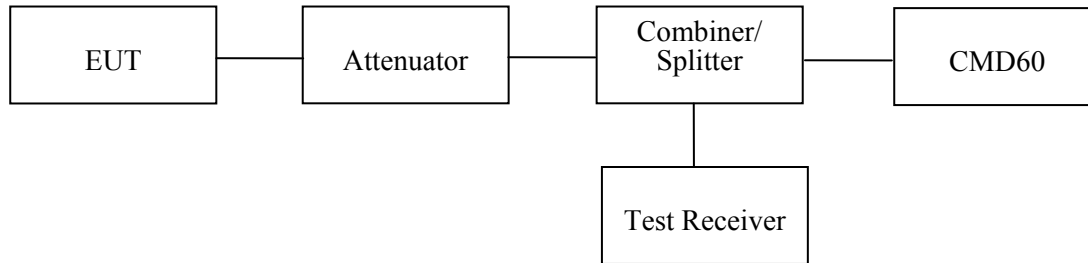 EUT
Attenuator
Combiner/
Splitter
CMD60
Test Receiver